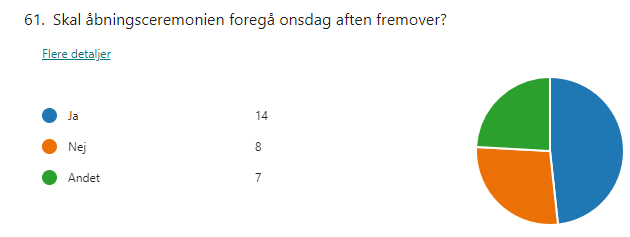 61. Skal åbningsceremonien foregå onsdag aften fremover?
Flere detaljer
Ja 14
Nej 8
Andet 7